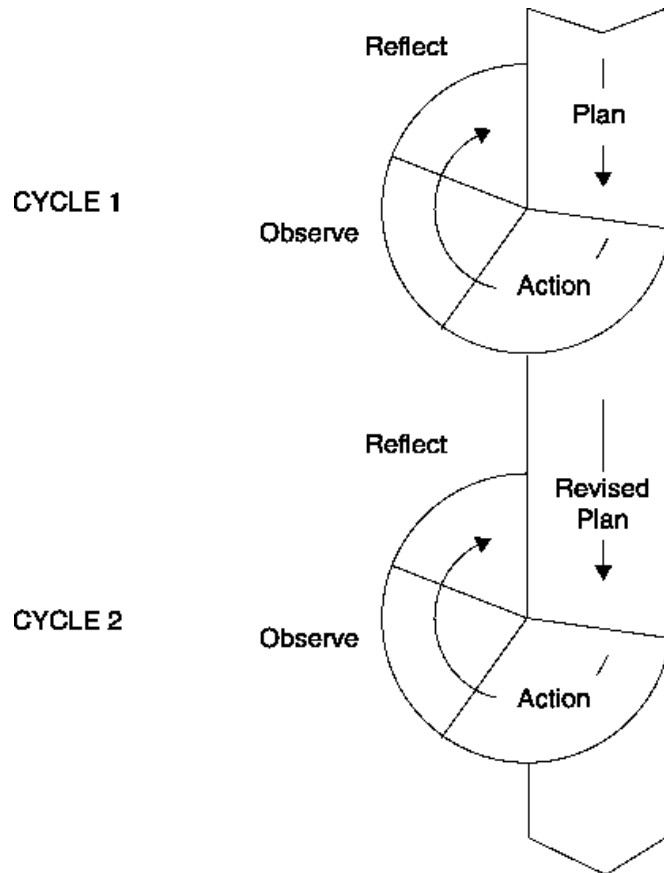 Reflect
Plan
CYCLE 1
Observe
Action
Reflect
Revised
Plan
CYCLE 2
Observe
Action